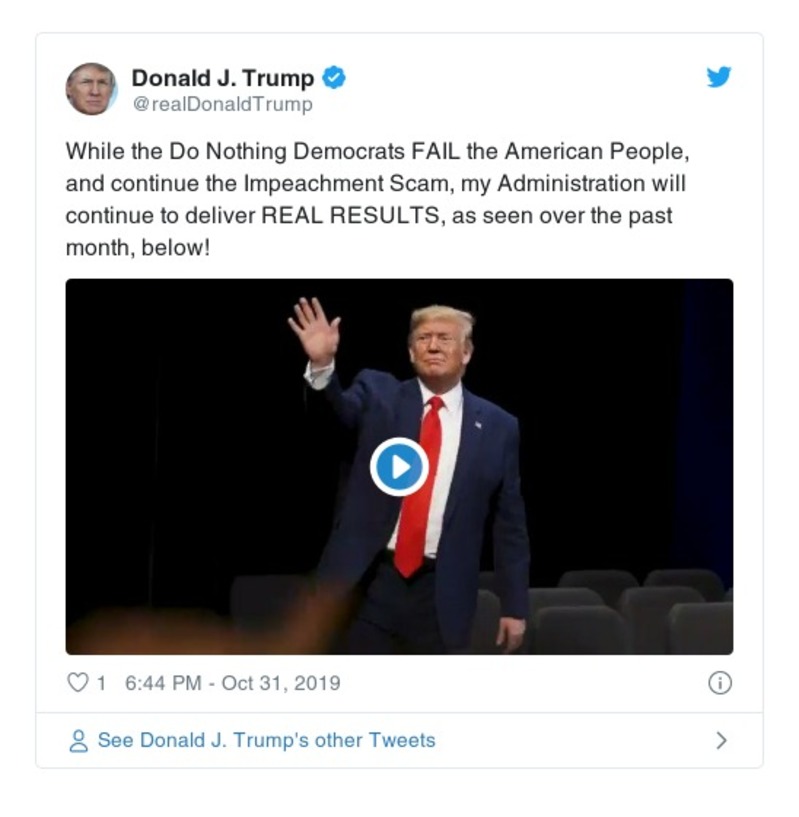 Donald J. Trump
@realDonaldTrump
While the Do Nothing Democrats FAIL the American People,
and continue the Impeachment Scam, my Administration will
continue to deliver REAL RESULTS, as seen over the past
month, below!
1 6:44 PM - Oct 31, 2019
See Donald J. Trump's other Tweets